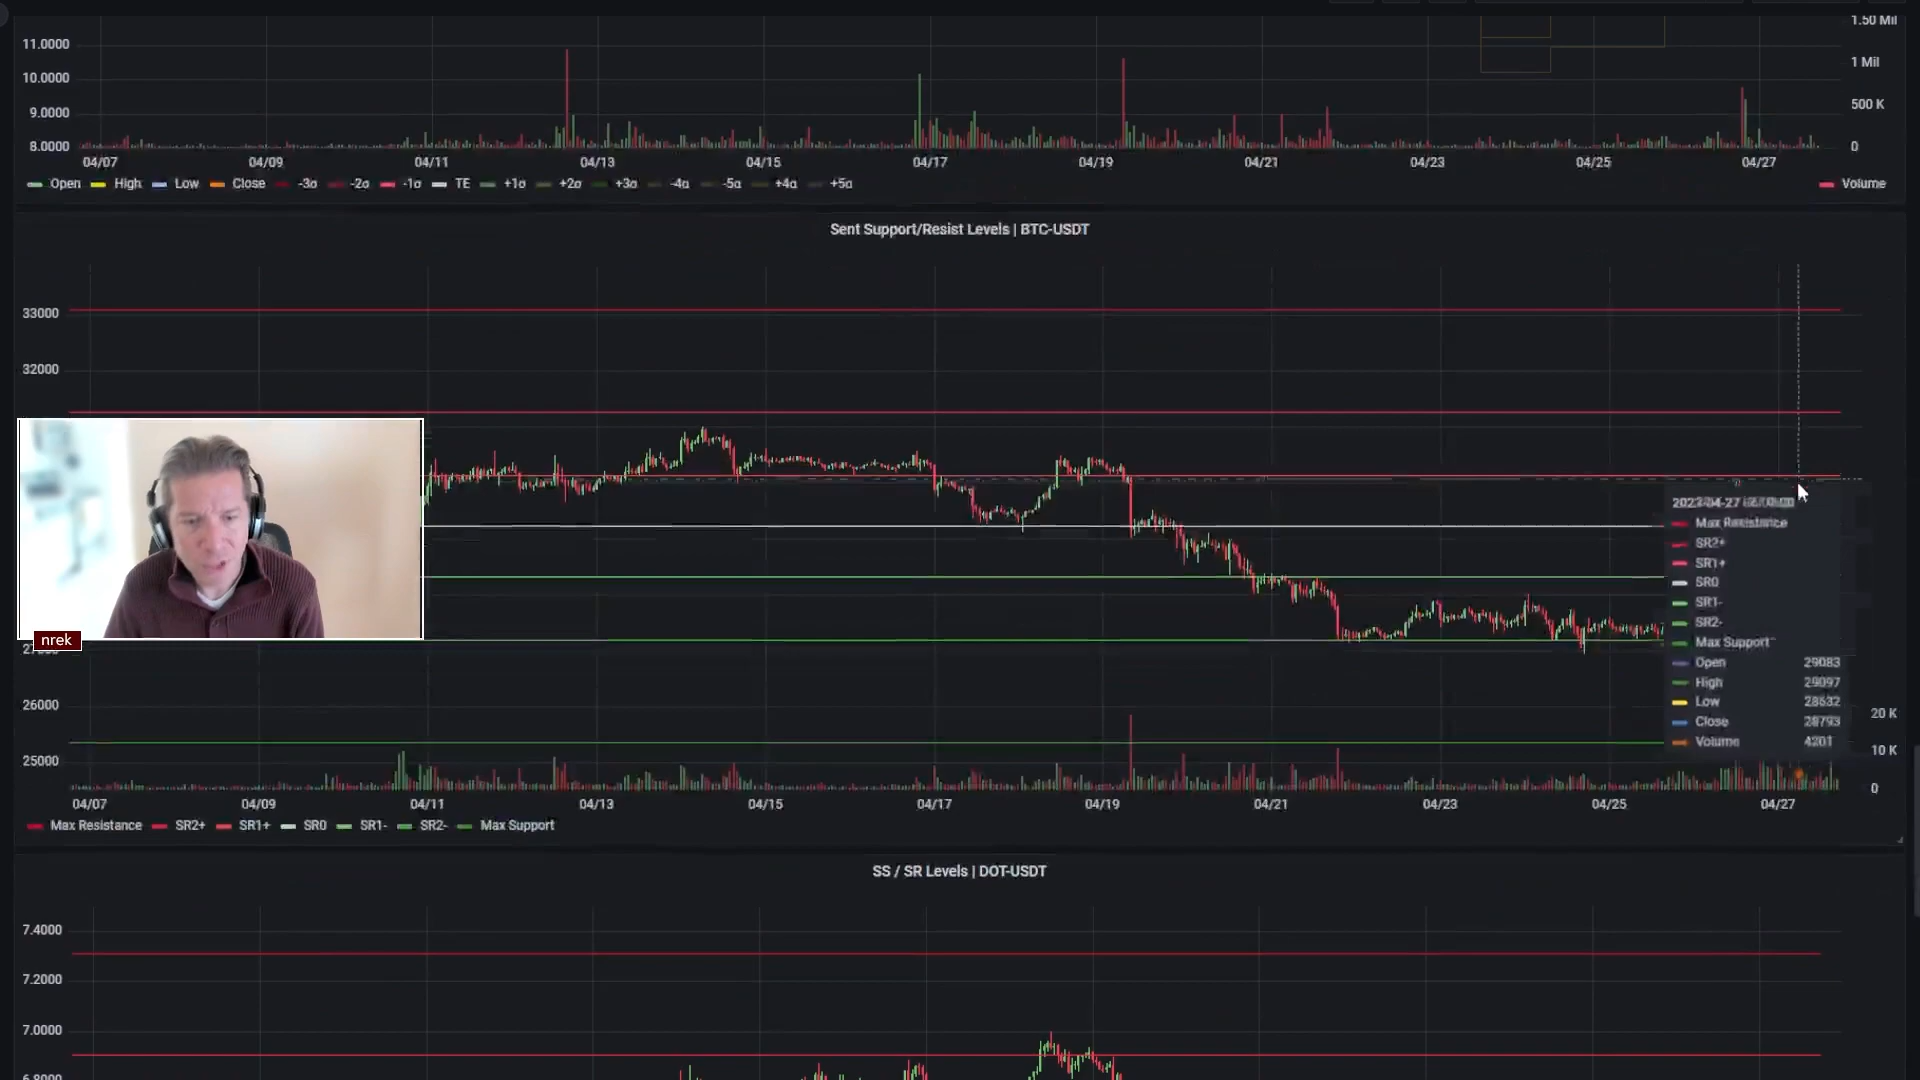 1.50 Mil
11.0000
1 Mil
10.0000
9.0000
500 K
8.0000
0
04/07 04/09 04/11 04/13 04/15 04/17 04/19 04/21 04/23 04/25 04/27
Open High Low Close -3σ -2σ -1σ TE +1σ +2σ +3σ -4σ -5σ +4σ +5σ Volume
Sent Support/Resist Levels | BTC-USDT
33000
32000
nrek
26000
25000
Max Resistance
SR2+
SR1+
SR0
SR1-
SR2-
Max Support
Open 29083
High 29097
Low 28632
Close 28793
Volume 4201
20 K
10 K
0
04/07 04/09 04/11 04/13 04/15 04/17 04/19 04/21 04/23 04/25 04/27
Max Resistance SR2+ SR1+ SR0 SR1- SR2- Max Support
SS / SR Levels | DOT-USDT
7.4000
7.2000
7.0000
6.8000